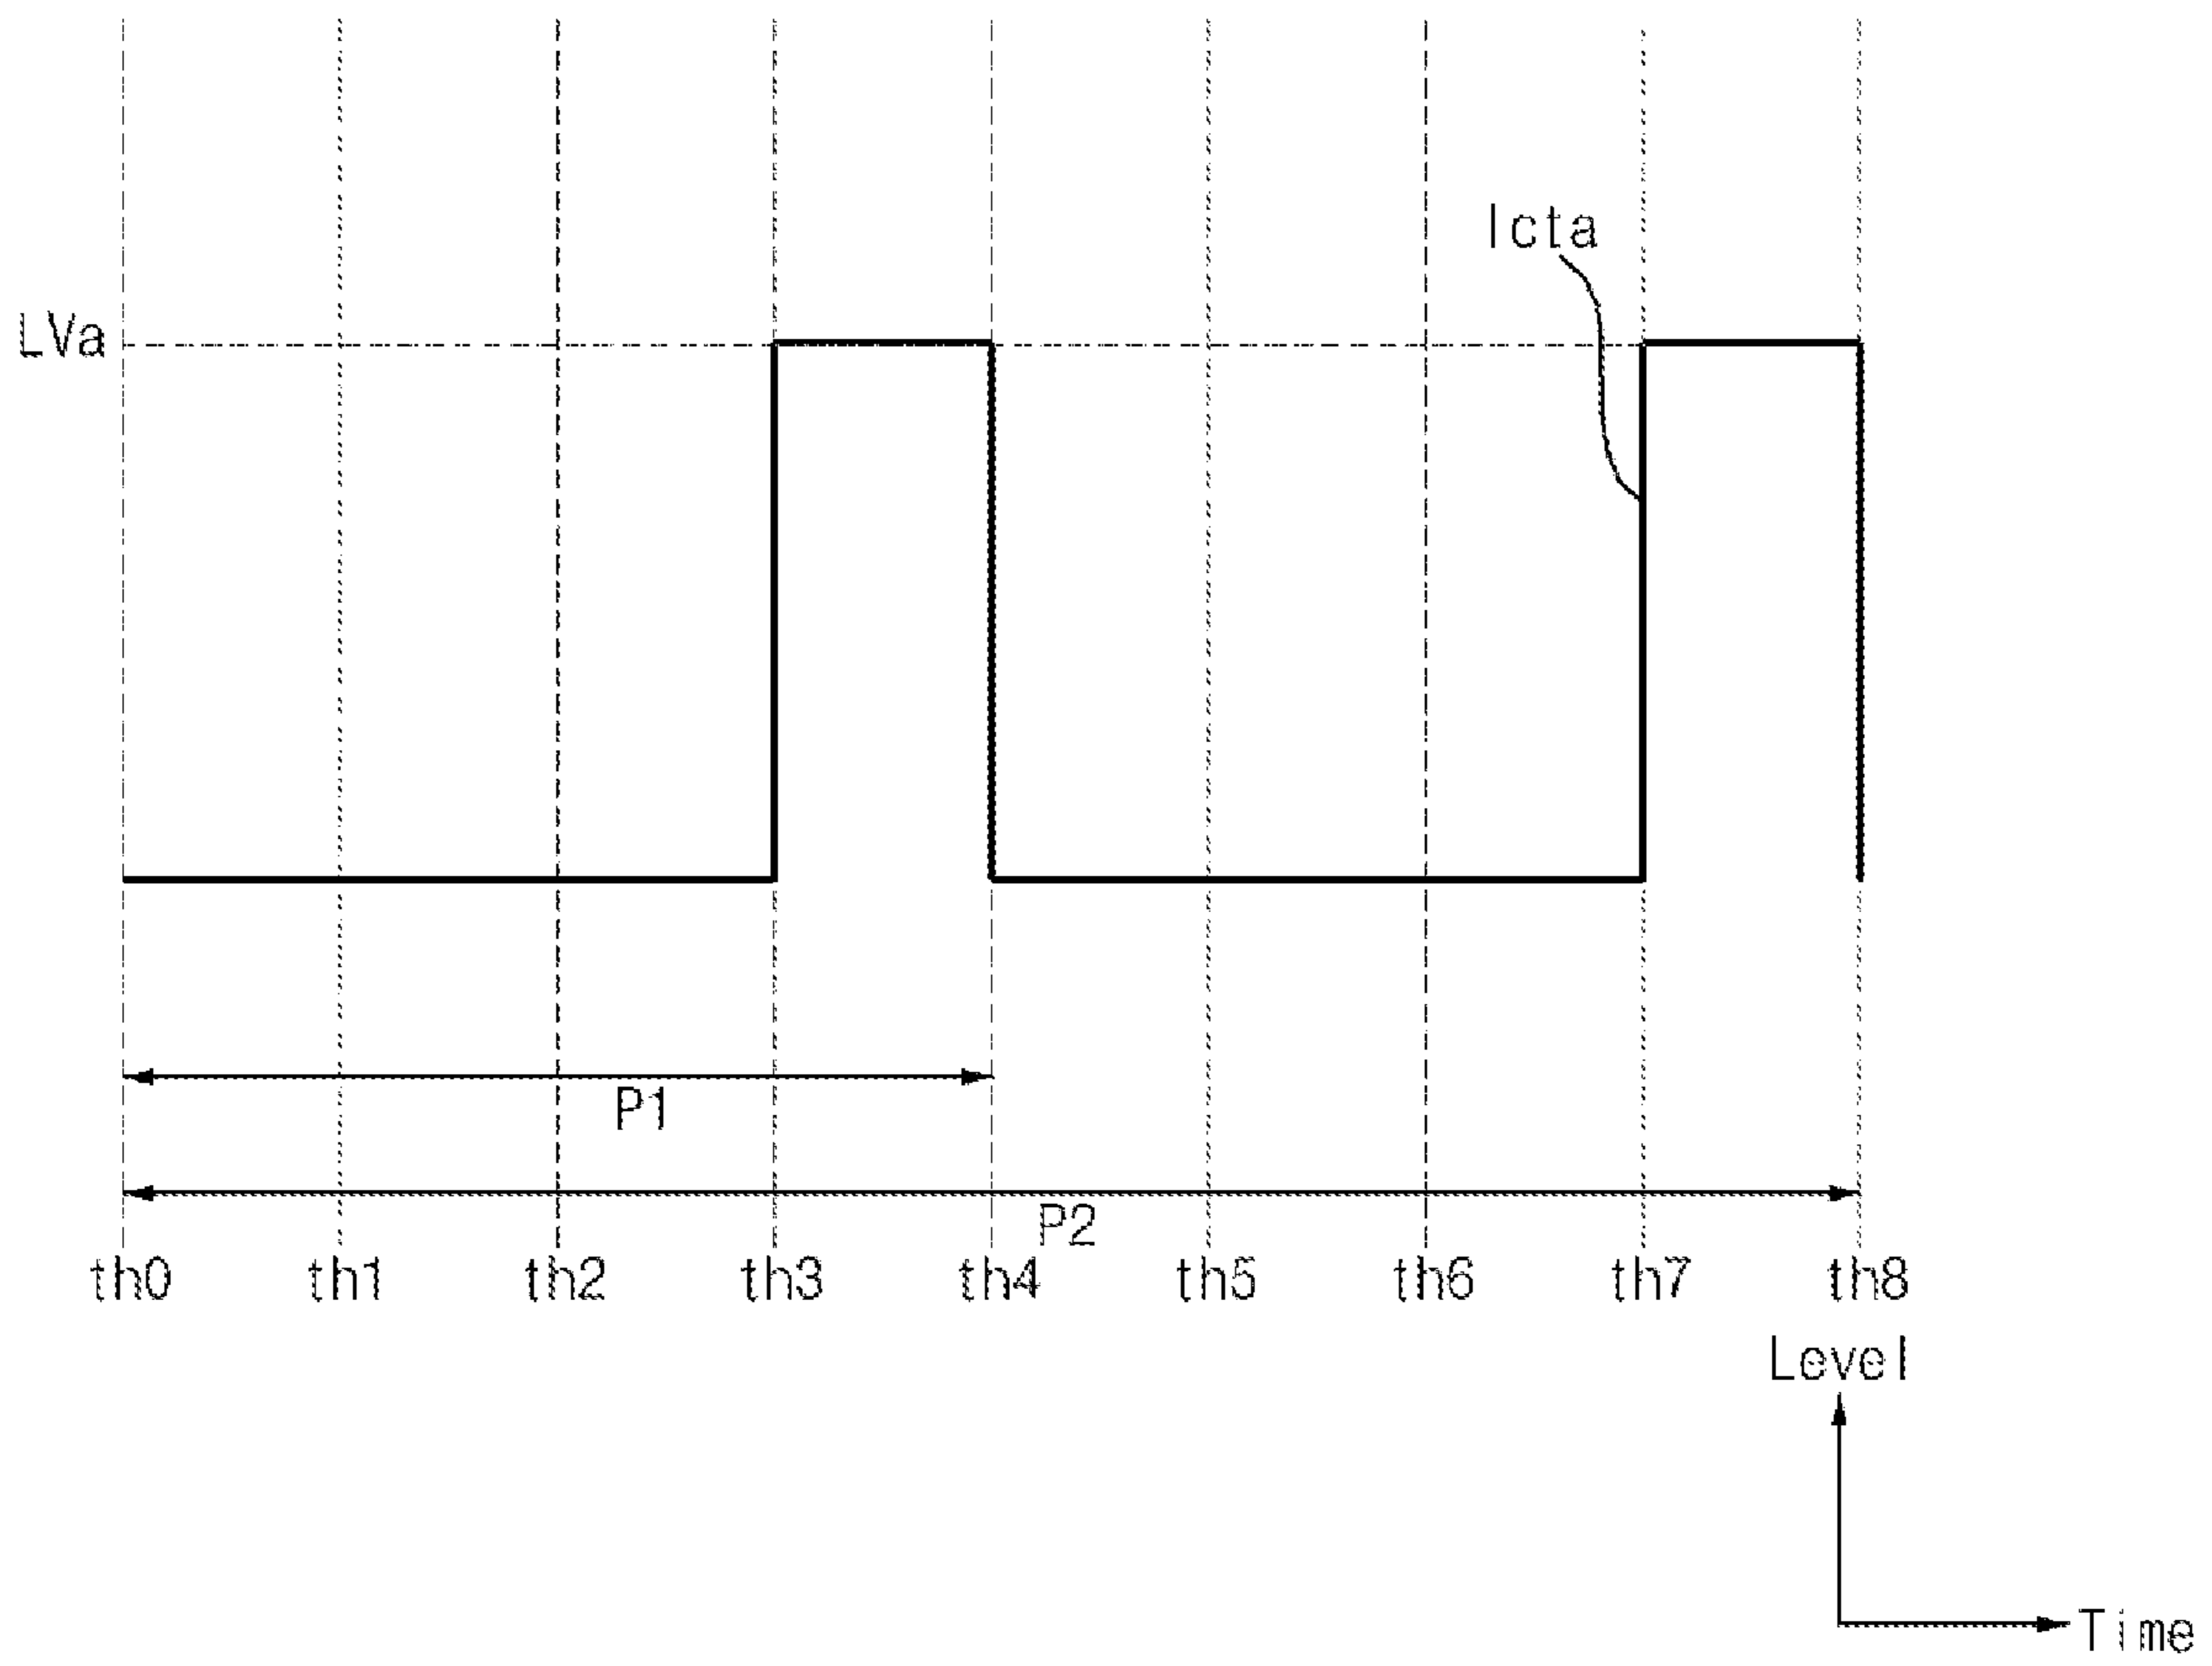 Icta
LVa
P1
P2
th0 th1 th2 th3 th4 th5 th6 th7 th8
Level
Time